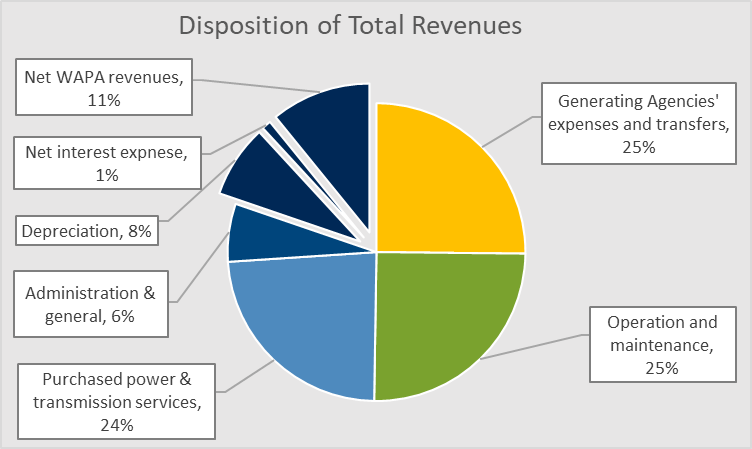 Disposition of Total Revenues
Net WAPA revenues,
11%
Net interest expnese,
1%
Depreciation, 8%
Administration &
general, 6%
Purchased power &
transmission services,
24%
Generating Agencies'
expenses and transfers,
25%
Operation and
maintenance,
25%